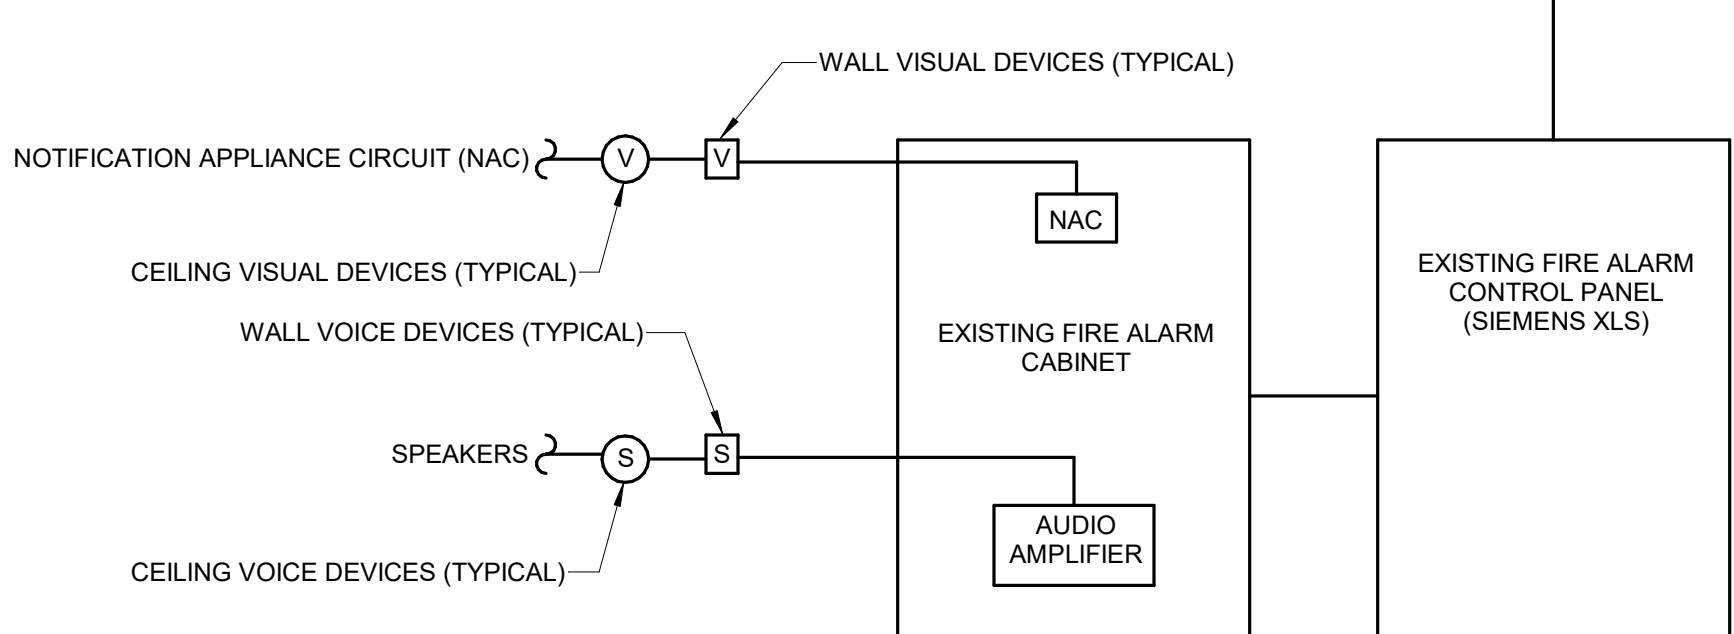 WALL VISUAL DEVICES (TYPICAL)
NOTIFICATION APPLIANCE CIRCUIT (NAC)
V
V
NAC
CEILING VISUAL DEVICES (TYPICAL)
WALL VOICE DEVICES (TYPICAL)
EXISTING FIRE ALARM
CABINET
EXISTING FIRE ALARM
CONTROL PANEL
(SIEMENS XLS)
SPEAKERS
S
S
AUDIO
AMPLIFIER
CEILING VOICE DEVICES (TYPICAL)